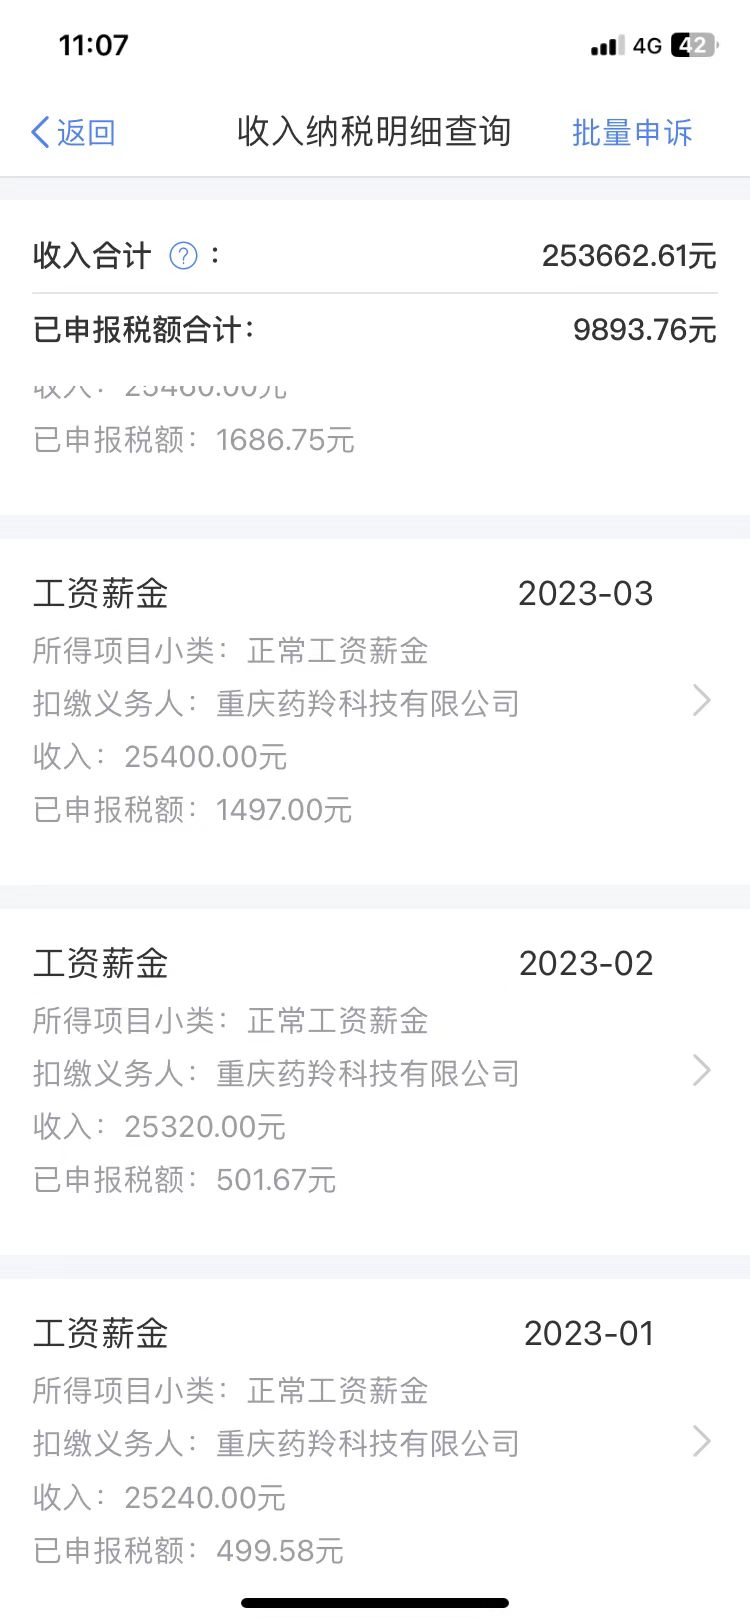 11:07
4G 42
返回 收入纳税明细查询 批量申诉
收入合计 ? : 253662.61元
已申报税额合计: 9893.76元
收入: 25460.00元
已申报税额: 1686.75元
工资薪金 2023-03
所得项目小类: 正常工资薪金
扣缴义务人: 重庆药羚科技有限公司
收入: 25400.00元
已申报税额: 1497.00元
工资薪金 2023-02
所得项目小类: 正常工资薪金
扣缴义务人: 重庆药羚科技有限公司
收入: 25320.00元
已申报税额: 501.67元
工资薪金 2023-01
所得项目小类: 正常工资薪金
扣缴义务人: 重庆药羚科技有限公司
收入: 25240.00元
已申报税额: 499.58元